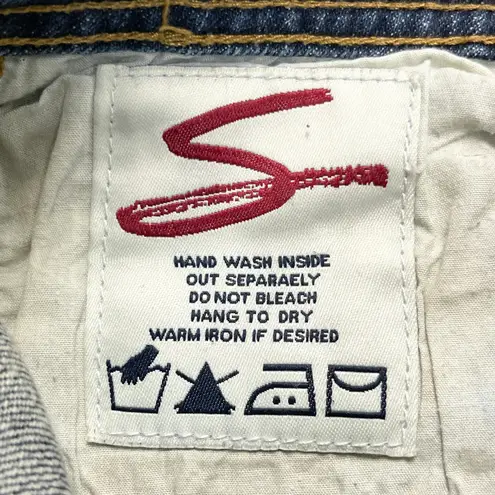 HAND WASH INSIDE
OUT SEPARAELY
DO NOT BLEACH
HANG TO DRY
WARM IRON IF DESIRED